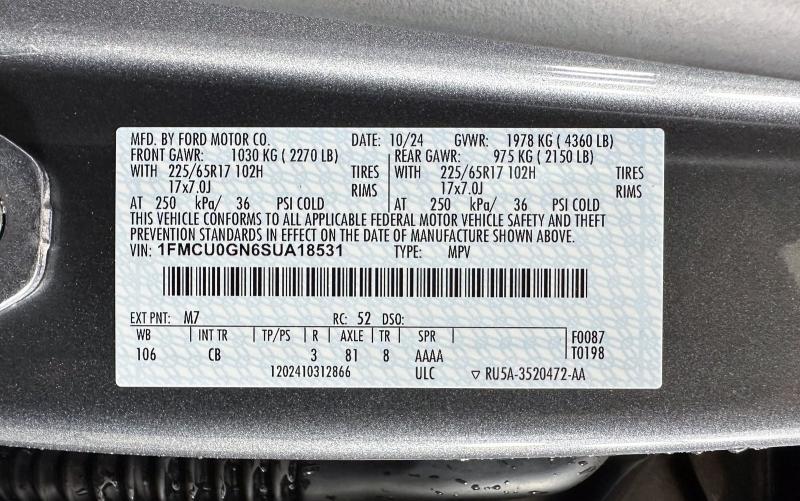 MFD. BY FORD MOTOR CO. DATE: 10/24 GVWR: 1978 KG ( 4360 LB)
FRONT GAWR: 1030 KG ( 2270 LB) REAR GAWR: 975 KG ( 2150 LB)
WITH 225/65R17 102H TIRES WITH 225/65R17 102H TIRES
17x7.0J RIMS 17x7.0J RIMS
AT 250 kPa/ 36 PSI COLD AT 250 kPa/ 36 PSI COLD
THIS VEHICLE CONFORMS TO ALL APPLICABLE FEDERAL MOTOR VEHICLE SAFETY AND THEFT
PREVENTION STANDARDS IN EFFECT ON THE DATE OF MANUFACTURE SHOWN ABOVE.
VIN: 1FMCU0GN6SUA18531 TYPE: MPV
EXT PNT: M7 RC: 52 DSO:
WB INT TR TP/PS R AXLE TR SPR F0087
106 CB 3 81 8 AAAA T0198
1202410312866 ULC ▽ RU5A-3520472-AA